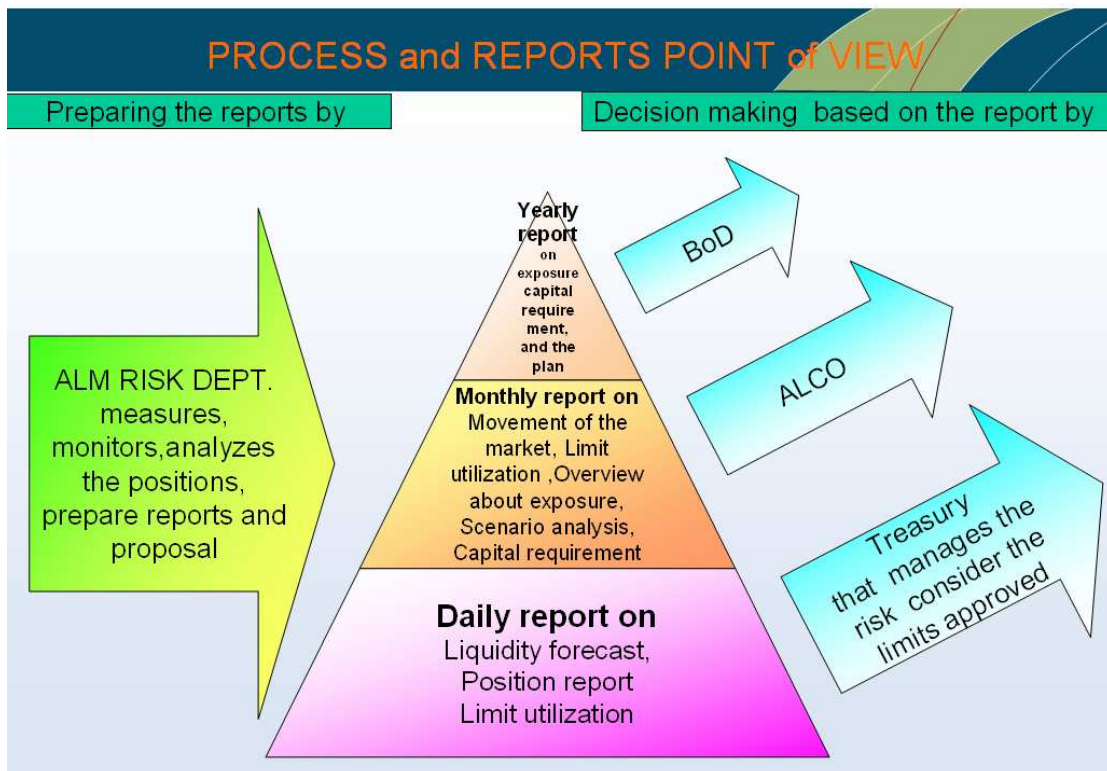 PROCESS and REPORTS POINT of VIEW
Preparing the reports by
Decision making  based on the report by
ALM RISK DEPT.
measures,
monitors,analyzes
the positions,
prepare reports and
proposal
Yearly
report
on
exposure
capital
require
ment,
and the
plan
Monthly report on
Movement of the
market, Limit
utilization ,Overview
about exposure,
Scenario analysis,
Capital requirement
Daily report on
Liquidity forecast,
Position report
Limit utilization
BoD
ALCO
Treasury
that manages the
risk consider the
limits approved